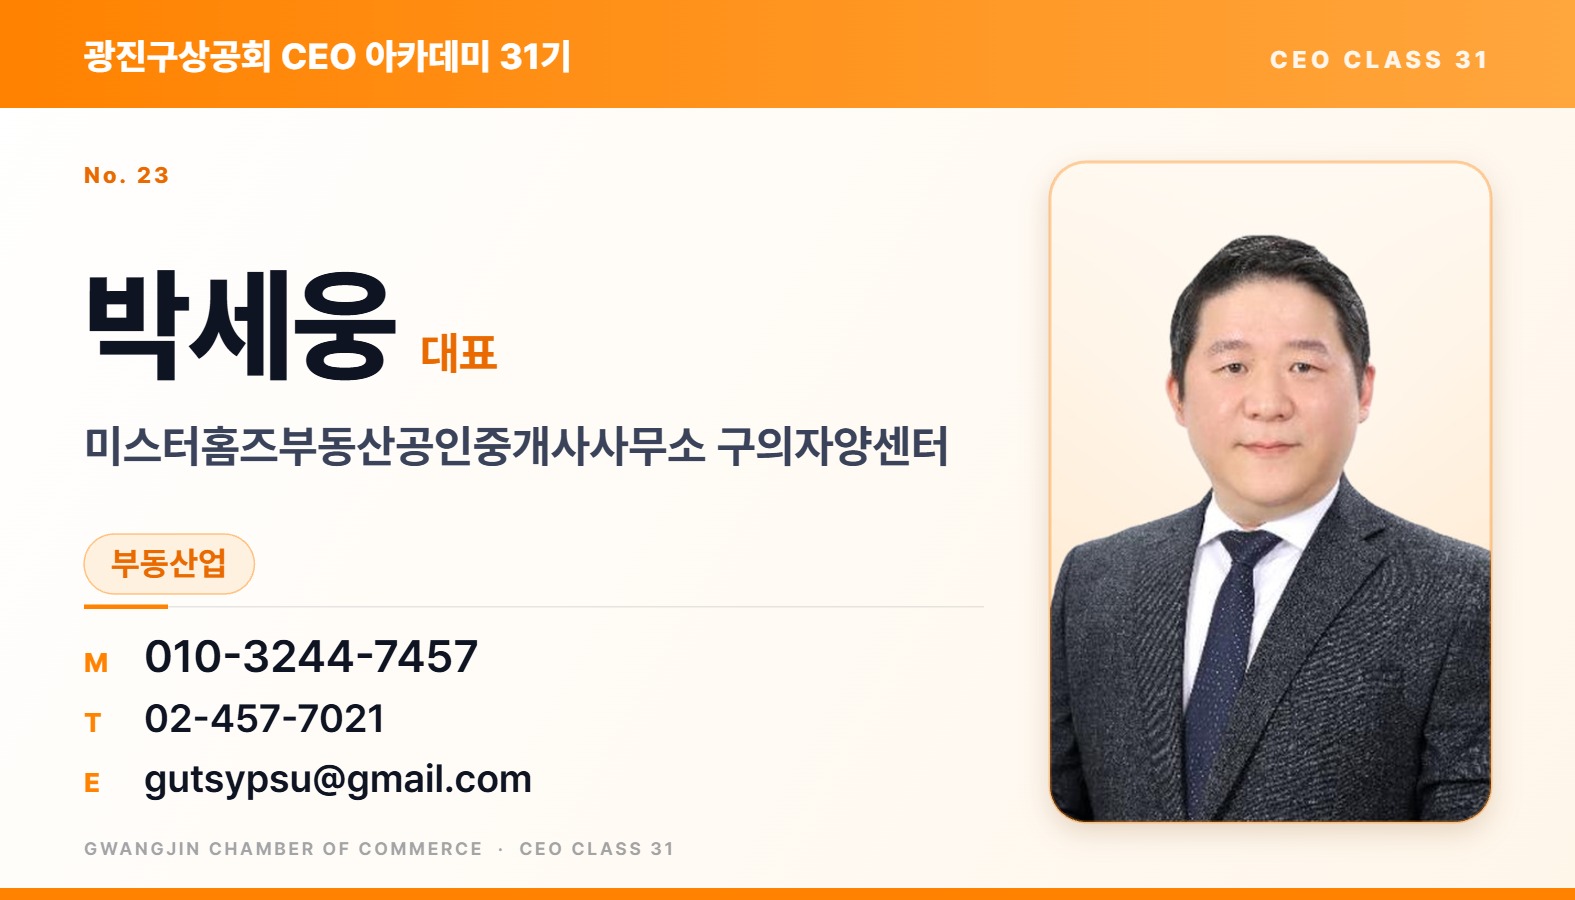 광진구상공회 CEO 아카데미 31기
CEO CLASS 31
No. 23
박세웅 대표
미스터홈즈부동산공인중개사사무소 구의자양센터
부동산업
M 010-3244-7457
T 02-457-7021
E gutsypsu@gmail.com
GWANGJIN CHAMBER OF COMMERCE · CEO CLASS 31